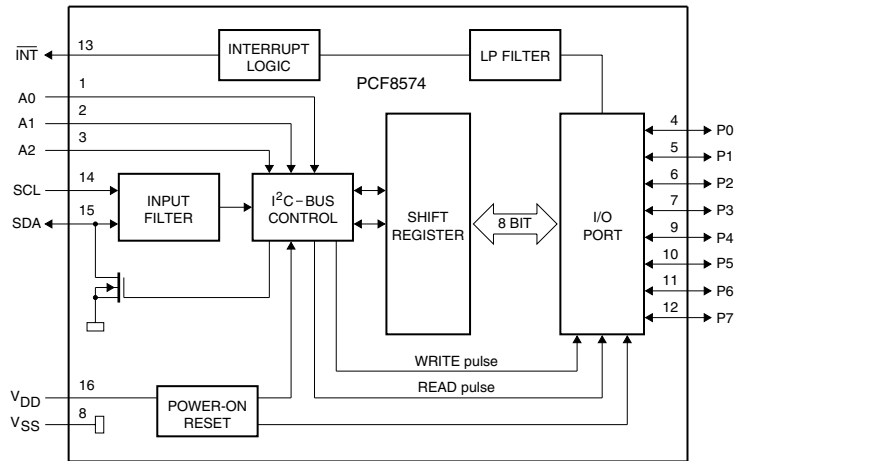 INT
13
INTERRUPT
LOGIC
LP FILTER
PCF8574
A0
1
A1
2
A2
3
SCL
14
SDA
15
INPUT
FILTER
I²C–BUS
CONTROL
SHIFT
REGISTER
8 BIT
I/O
PORT
4
P0
5
P1
6
P2
7
P3
9
P4
10
P5
11
P6
12
P7
WRITE pulse
READ pulse
VDD
16
VSS
8
POWER-ON
RESET